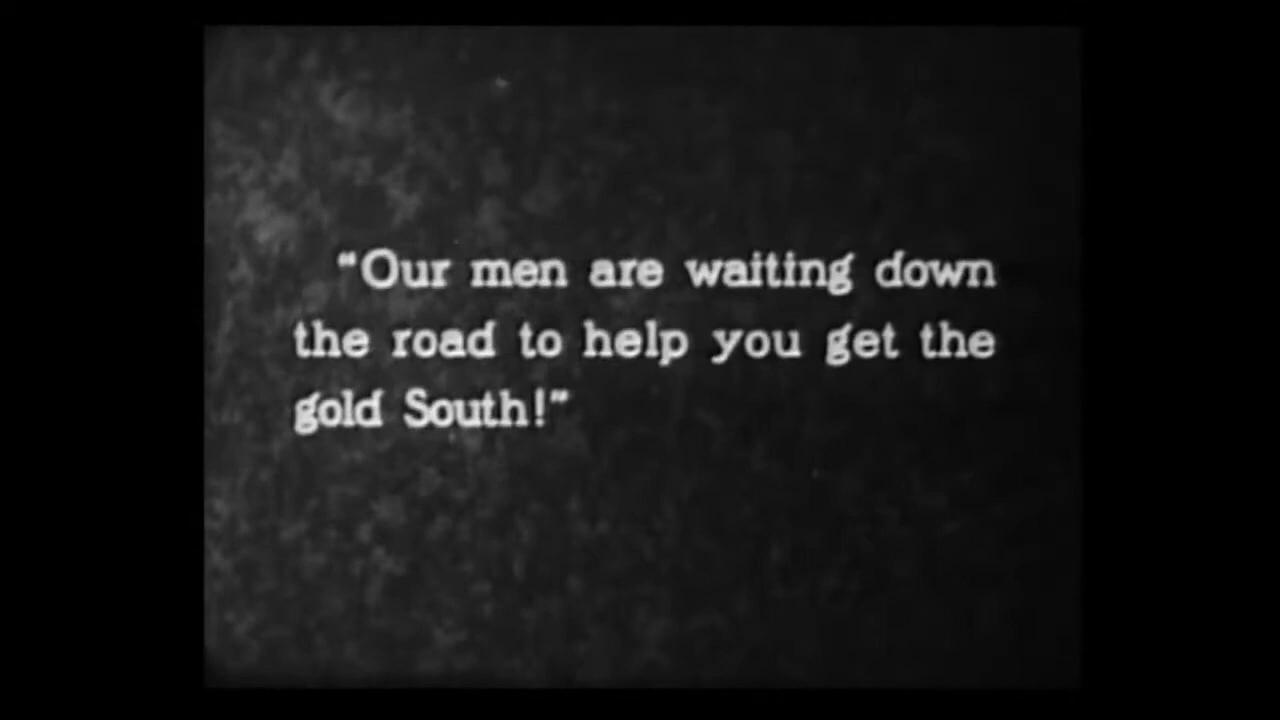 “Our men are waiting down
the road to help you get the
gold South!”